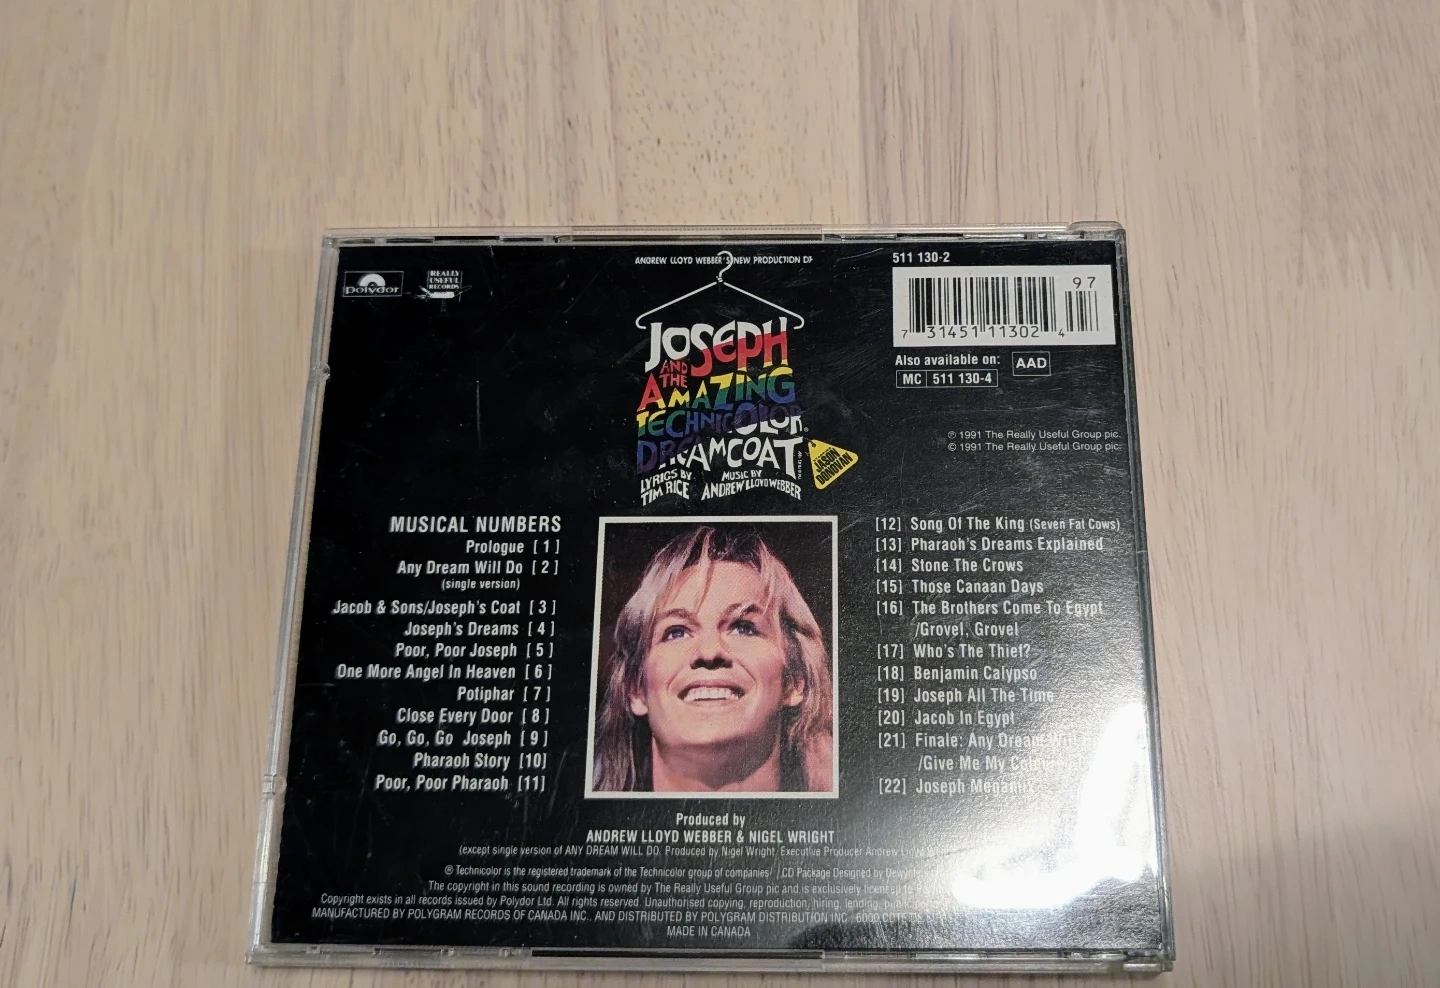 polydor
REALLY
USEFUL
RECORDS
ANDREW LLOYD WEBBER'S NEW PRODUCTION OF
JOSEPH
AND
THE
AMAZING
TECHNICOLOR
DREAMCOAT
LYRICS BY
TIM RICE
MUSIC BY
ANDREW LLOYD WEBBER
JASON
DONOVAN
511 130-2
97
7 31451 11302 4
Also available on:
AAD
MC 511 130-4
℗ 1991 The Really Useful Group plc.
© 1991 The Really Useful Group plc.
MUSICAL NUMBERS
Prologue [ 1 ]
Any Dream Will Do [ 2 ]
(single version)
Jacob & Sons/Joseph's Coat [ 3 ]
Joseph's Dreams [ 4 ]
Poor, Poor Joseph [ 5 ]
One More Angel In Heaven [ 6 ]
Potiphar [ 7 ]
Close Every Door [ 8 ]
Go, Go, Go Joseph [ 9 ]
Pharaoh Story [10]
Poor, Poor Pharaoh [11]
[12] Song Of The King (Seven Fat Cows)
[13] Pharaoh's Dreams Explained
[14] Stone The Crows
[15] Those Canaan Days
[16] The Brothers Come To Egypt
/Grovel, Grovel
[17] Who's The Thief?
[18] Benjamin Calypso
[19] Joseph All The Time
[20] Jacob In Egypt
[21] Finale: Any Dream
/Give Me My
[22] Joseph Megamix
Produced by
ANDREW LLOYD WEBBER & NIGEL WRIGHT
(except single version of ANY DREAM WILL DO. Produced by Nigel Wright. Executive Producer Andrew Lloyd
® Technicolor is the registered trademark of the Technicolor group of companies/ CD Package Designed by
The copyright in this sound recording is owned by The Really Useful Group plc and is exclusively licensed to
Copyright exists in all records issued by Polydor Ltd. All rights reserved. Unauthorised copying, reproduction, hiring, lending,
MANUFACTURED BY POLYGRAM RECORDS OF CANADA INC., AND DISTRIBUTED BY POLYGRAM DISTRIBUTION INC. 6000
MADE IN CANADA